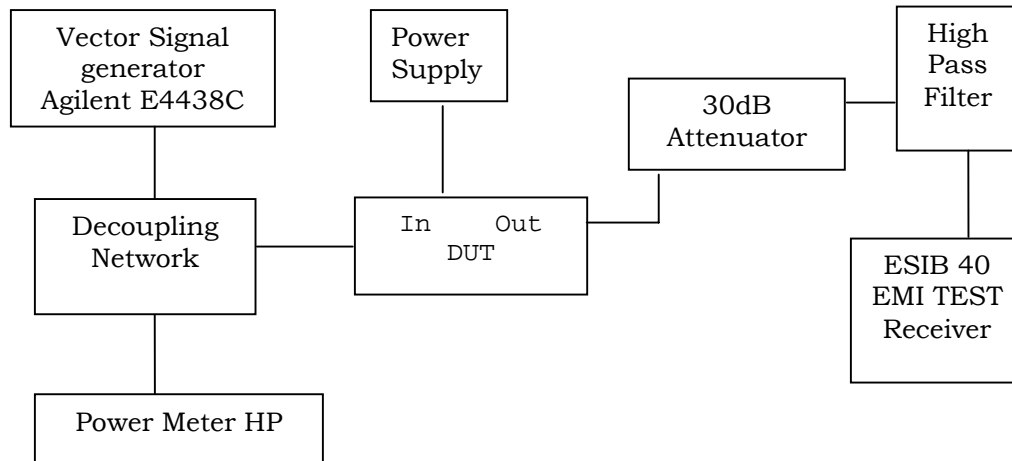 Vector Signal
generator
Agilent E4438C
Power
Supply
High
Pass
Filter
30dB
Attenuator
Decoupling
Network
In Out
DUT
ESIB 40
EMI TEST
Receiver
Power Meter HP